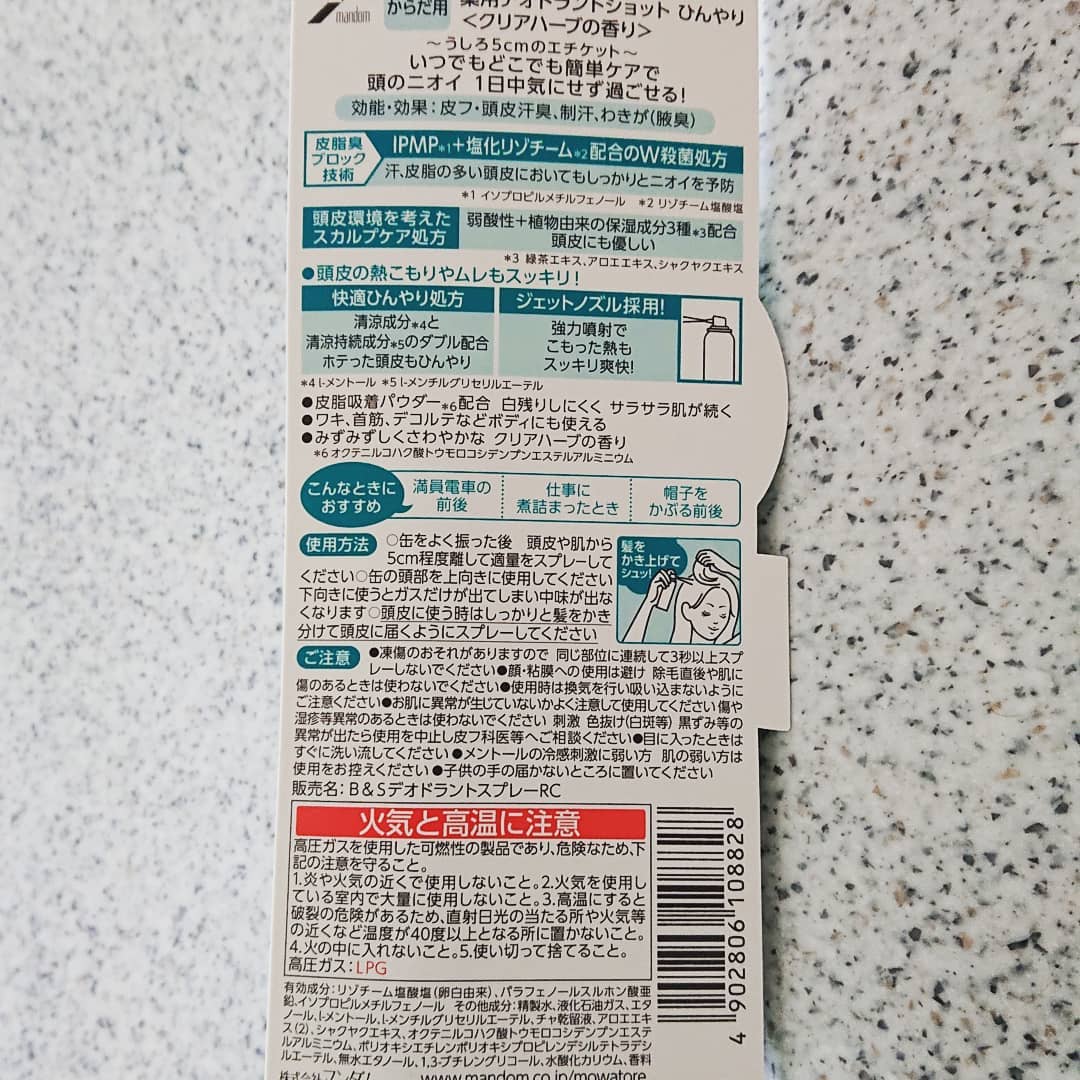 mandom
からだ用
薬用デオドラントショット ひんやり
<クリアハーブの香り>
〜うしろ5cmのエチケット〜
いつでもどこでも簡単ケアで
頭のニオイ 1日中気にせず過ごせる!
効能・効果:皮フ・頭皮汗臭、制汗、わきが(腋臭)
皮脂臭
ブロック
技術
IPMP*1+塩化リゾチーム*2配合のW殺菌処方
汗、皮脂の多い頭皮においてもしっかりとニオイを予防
*1 イソプロピルメチルフェノール *2 リゾチーム塩酸塩
頭皮環境を考えた
スカルプケア処方
弱酸性+植物由来の保湿成分3種*3配合
頭皮にも優しい
*3 緑茶エキス、アロエエキス、シャクヤクエキス
●頭皮の熱こもりやムレもスッキリ!
快適ひんやり処方
清涼成分*4と
清涼持続成分*5のダブル配合
ホテった頭皮もひんやり
ジェットノズル採用!
強力噴射で
こもった熱も
スッキリ爽快!
*4 l-メントール *5 l-メンチルグリセリルエーテル
●皮脂吸着パウダー*6配合 白残りしにくく サラサラ肌が続く
●ワキ、首筋、デコルテなどボディにも使える
●みずみずしくさわやかな クリアハーブの香り
*6 オクテニルコハク酸トウモロコシデンプンエステルアルミニウム
こんなときに
おすすめ
満員電車の
前後
仕事に
煮詰まったとき
帽子を
かぶる前後
使用方法 ○缶をよく振った後 頭皮や肌から
5cm程度離して適量をスプレーして
ください○缶の頭部を上向きに使用してください
下向きに使うとガスだけが出てしまい中味が出な
くなります○頭皮に使う時はしっかりと髪をかき
分けて頭皮に届くようにスプレーしてください
髪を
かき上げて
シュッ!
ご注意 ●凍傷のおそれがありますので 同じ部位に連続して3秒以上スプ
レーしないでください●顔・粘膜への使用は避け 除毛直後や肌に
傷のあるときは使わないでください●使用時は換気を行い吸い込まないように
ご注意ください●お肌に異常が生じていないかよく注意して使用してください 傷や
湿疹等異常のあるときは使わないでください 刺激 色抜け(白斑等) 黒ずみ等の
異常が出たら使用を中止し皮フ科医等へご相談ください●目に入ったときは
すぐに洗い流してください●メントールの冷感刺激に弱い方 肌の弱い方は
使用をお控えください●子供の手の届かないところに置いてください
販売名:B&SデオドラントスプレーRC
火気と高温に注意
高圧ガスを使用した可燃性の製品であり、危険なため、下
記の注意を守ること。
1.炎や火気の近くで使用しないこと。2.火気を使用し
ている室内で大量に使用しないこと。3.高温にすると
破裂の危険があるため、直射日光の当たる所や火気等
の近くなど温度が40度以上となる所に置かないこと。
4.火の中に入れないこと。5.使い切って捨てること。
高圧ガス:LPG
4 902806 108828
有効成分:リゾチーム塩酸塩(卵白由来)、パラフェノールスルホン酸亜
鉛、イソプロピルメチルフェノール その他成分:精製水、液化石油ガス、エタ
ノール、l-メントール、l-メンチルグリセリルエーテル、チャ乾留液、アロエエキ
ス(2)、シャクヤクエキス、オクテニルコハク酸トウモロコシデンプンエステ
ルアルミニウム、ポリオキシエチレンポリオキシプロピレンデシルテトラデシ
ルエーテル、無水エタノール、1,3-ブチレングリコール、水酸化カリウム、香料
株式会社マンダム www.mandom.co.jp/mowatore